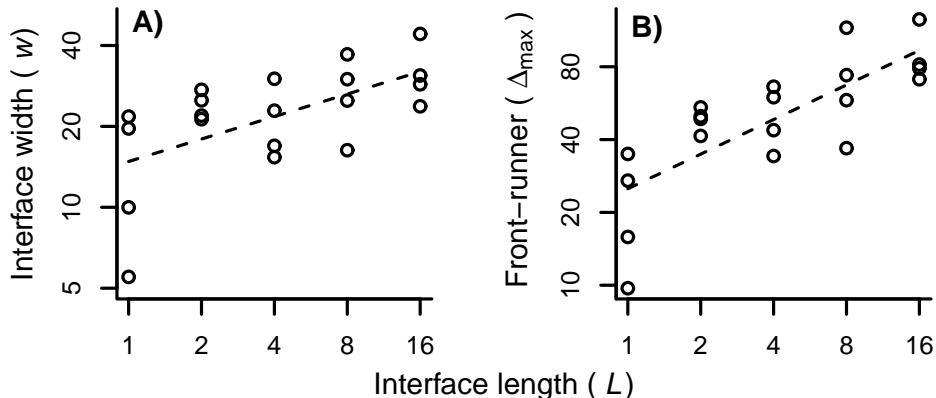 A)
Interface width ( w )
40
20
10
5
1 2 4 8 16
B)
Front−runner ( Δmax )
80
40
20
10
1 2 4 8 16
Interface length ( L )